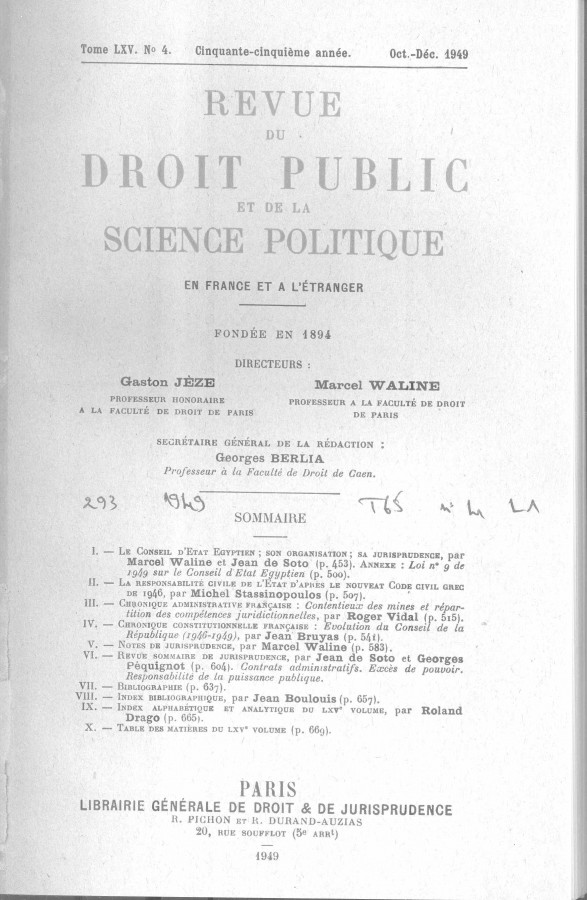 Tome LXV. No 4. Cinquante-cinquième année. Oct.-Déc. 1949
REVUE
DU
DROIT PUBLIC
ET DE LA
SCIENCE POLITIQUE
EN FRANCE ET A L'ÉTRANGER
FONDÉE EN 1894
DIRECTEURS :
Gaston JÈZE
PROFESSEUR HONORAIRE
A LA FACULTÉ DE DROIT DE PARIS
Marcel WALINE
PROFESSEUR A LA FACULTÉ DE DROIT
DE PARIS
SECRÉTAIRE GÉNÉRAL DE LA RÉDACTION :
Georges BERLIA
Professeur à la Faculté de Droit de Caen.
293 1949 T65 n° 4
SOMMAIRE
I. — LE CONSEIL D'ETAT EGYPTIEN ; SON ORGANISATION ; SA JURISPRUDENCE, par
Marcel Waline et Jean de Soto (p. 453). ANNEXE : Loi n° 9 de
1949 sur le Conseil d'Etat Egyptien (p. 500).
II. — LA RESPONSABILITÉ CIVILE DE L'ETAT D'APRÈS LE NOUVEAU CODE CIVIL GREC
DE 1946, par Michel Stassinopoulos (p. 507).
III. — CHRONIQUE ADMINISTRATIVE FRANÇAISE : Contentieux des mines et répar-
tition des compétences juridictionnelles, par Roger Vidal (p. 515).
IV. — CHRONIQUE CONSTITUTIONNELLE FRANÇAISE : Evolution du Conseil de la
République (1946-1949), par Jean Bruyas (p. 541).
V. — NOTES DE JURISPRUDENCE, par Marcel Waline (p. 583).
VI. — REVUE SOMMAIRE DE JURISPRUDENCE, par Jean de Soto et Georges
Péquignot (p. 604). Contrats administratifs. Excès de pouvoir.
Responsabilité de la puissance publique.
VII. — BIBLIOGRAPHIE (p. 637).
VIII. — INDEX BIBLIOGRAPHIQUE, par Jean Boulouis (p. 657).
IX. — INDEX ALPHABÉTIQUE ET ANALYTIQUE DU LXVe VOLUME, par Roland
Drago (p. 665).
X. — TABLE DES MATIÈRES DU LXVe VOLUME (p. 669).
PARIS
LIBRAIRIE GÉNÉRALE DE DROIT & DE JURISPRUDENCE
R. PICHON ET R. DURAND-AUZIAS
20, RUE SOUFFLOT (5e ARRt)
1949